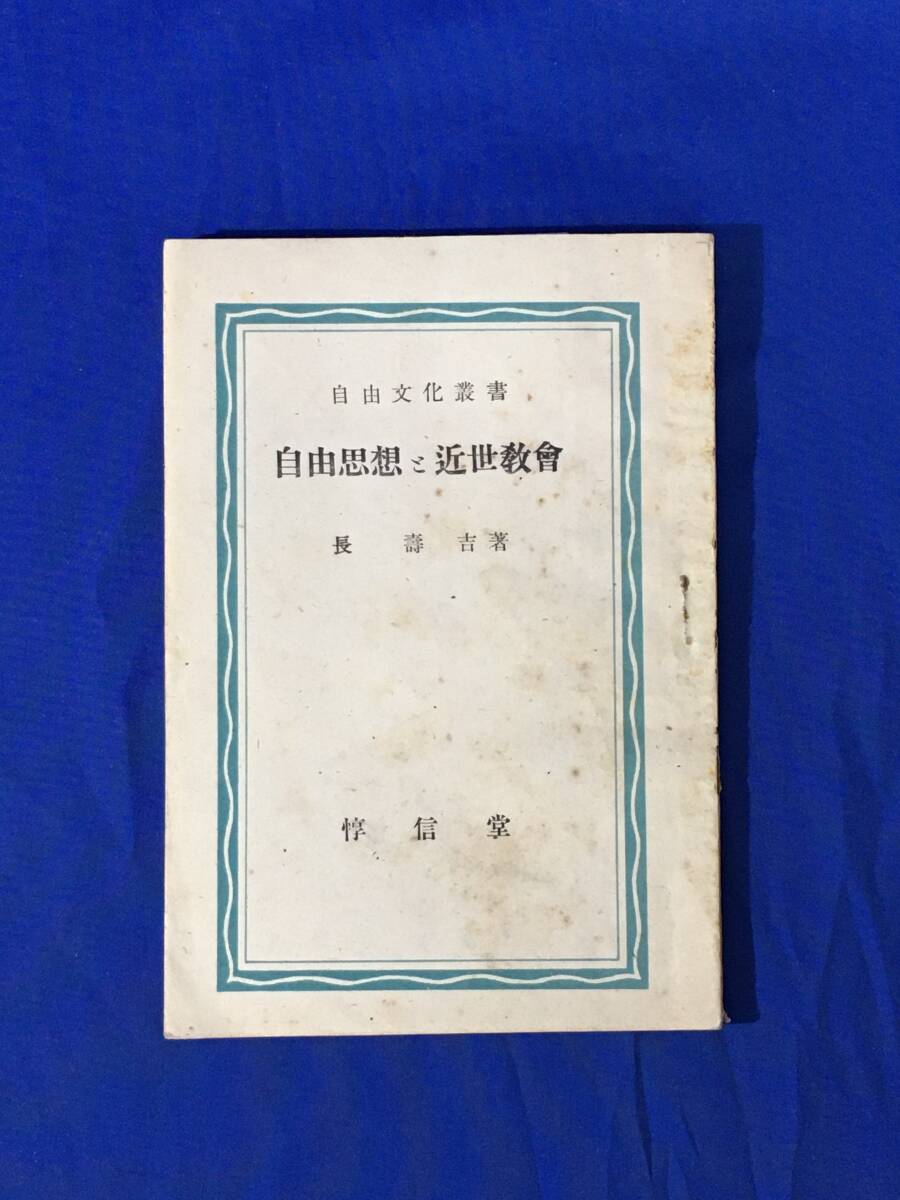 自由文化叢書
自由思想と近世教會
長壽吉著
惇信堂